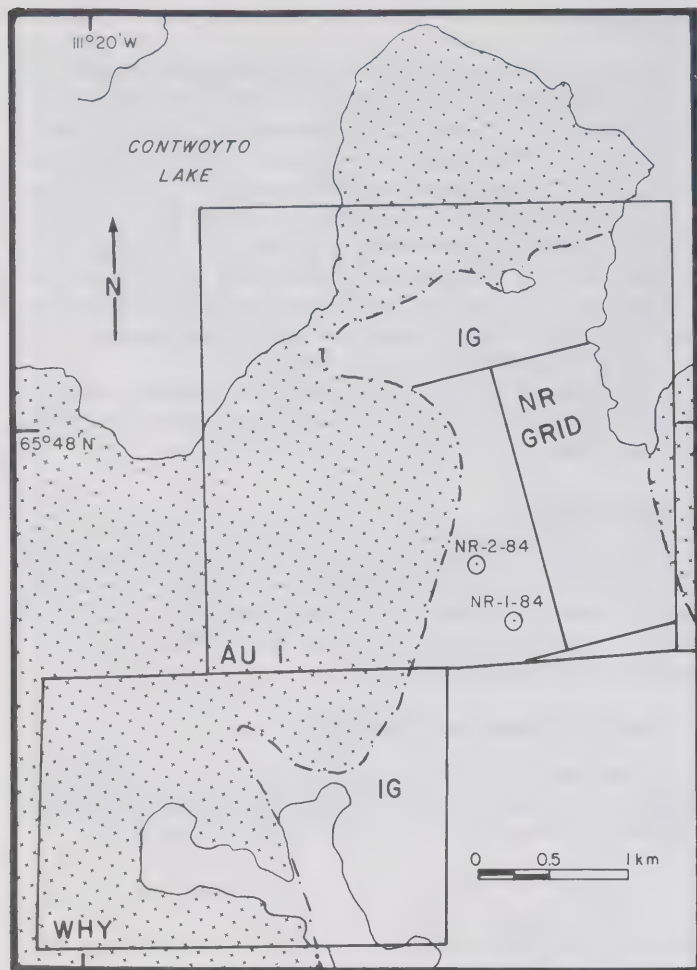 111°20'W
CONTWOYTO
LAKE
N
IG
NR
GRID
65°48'N
NR-2-84
NR-1-84
AU 1
IG
0 0.5 1 km
WHY